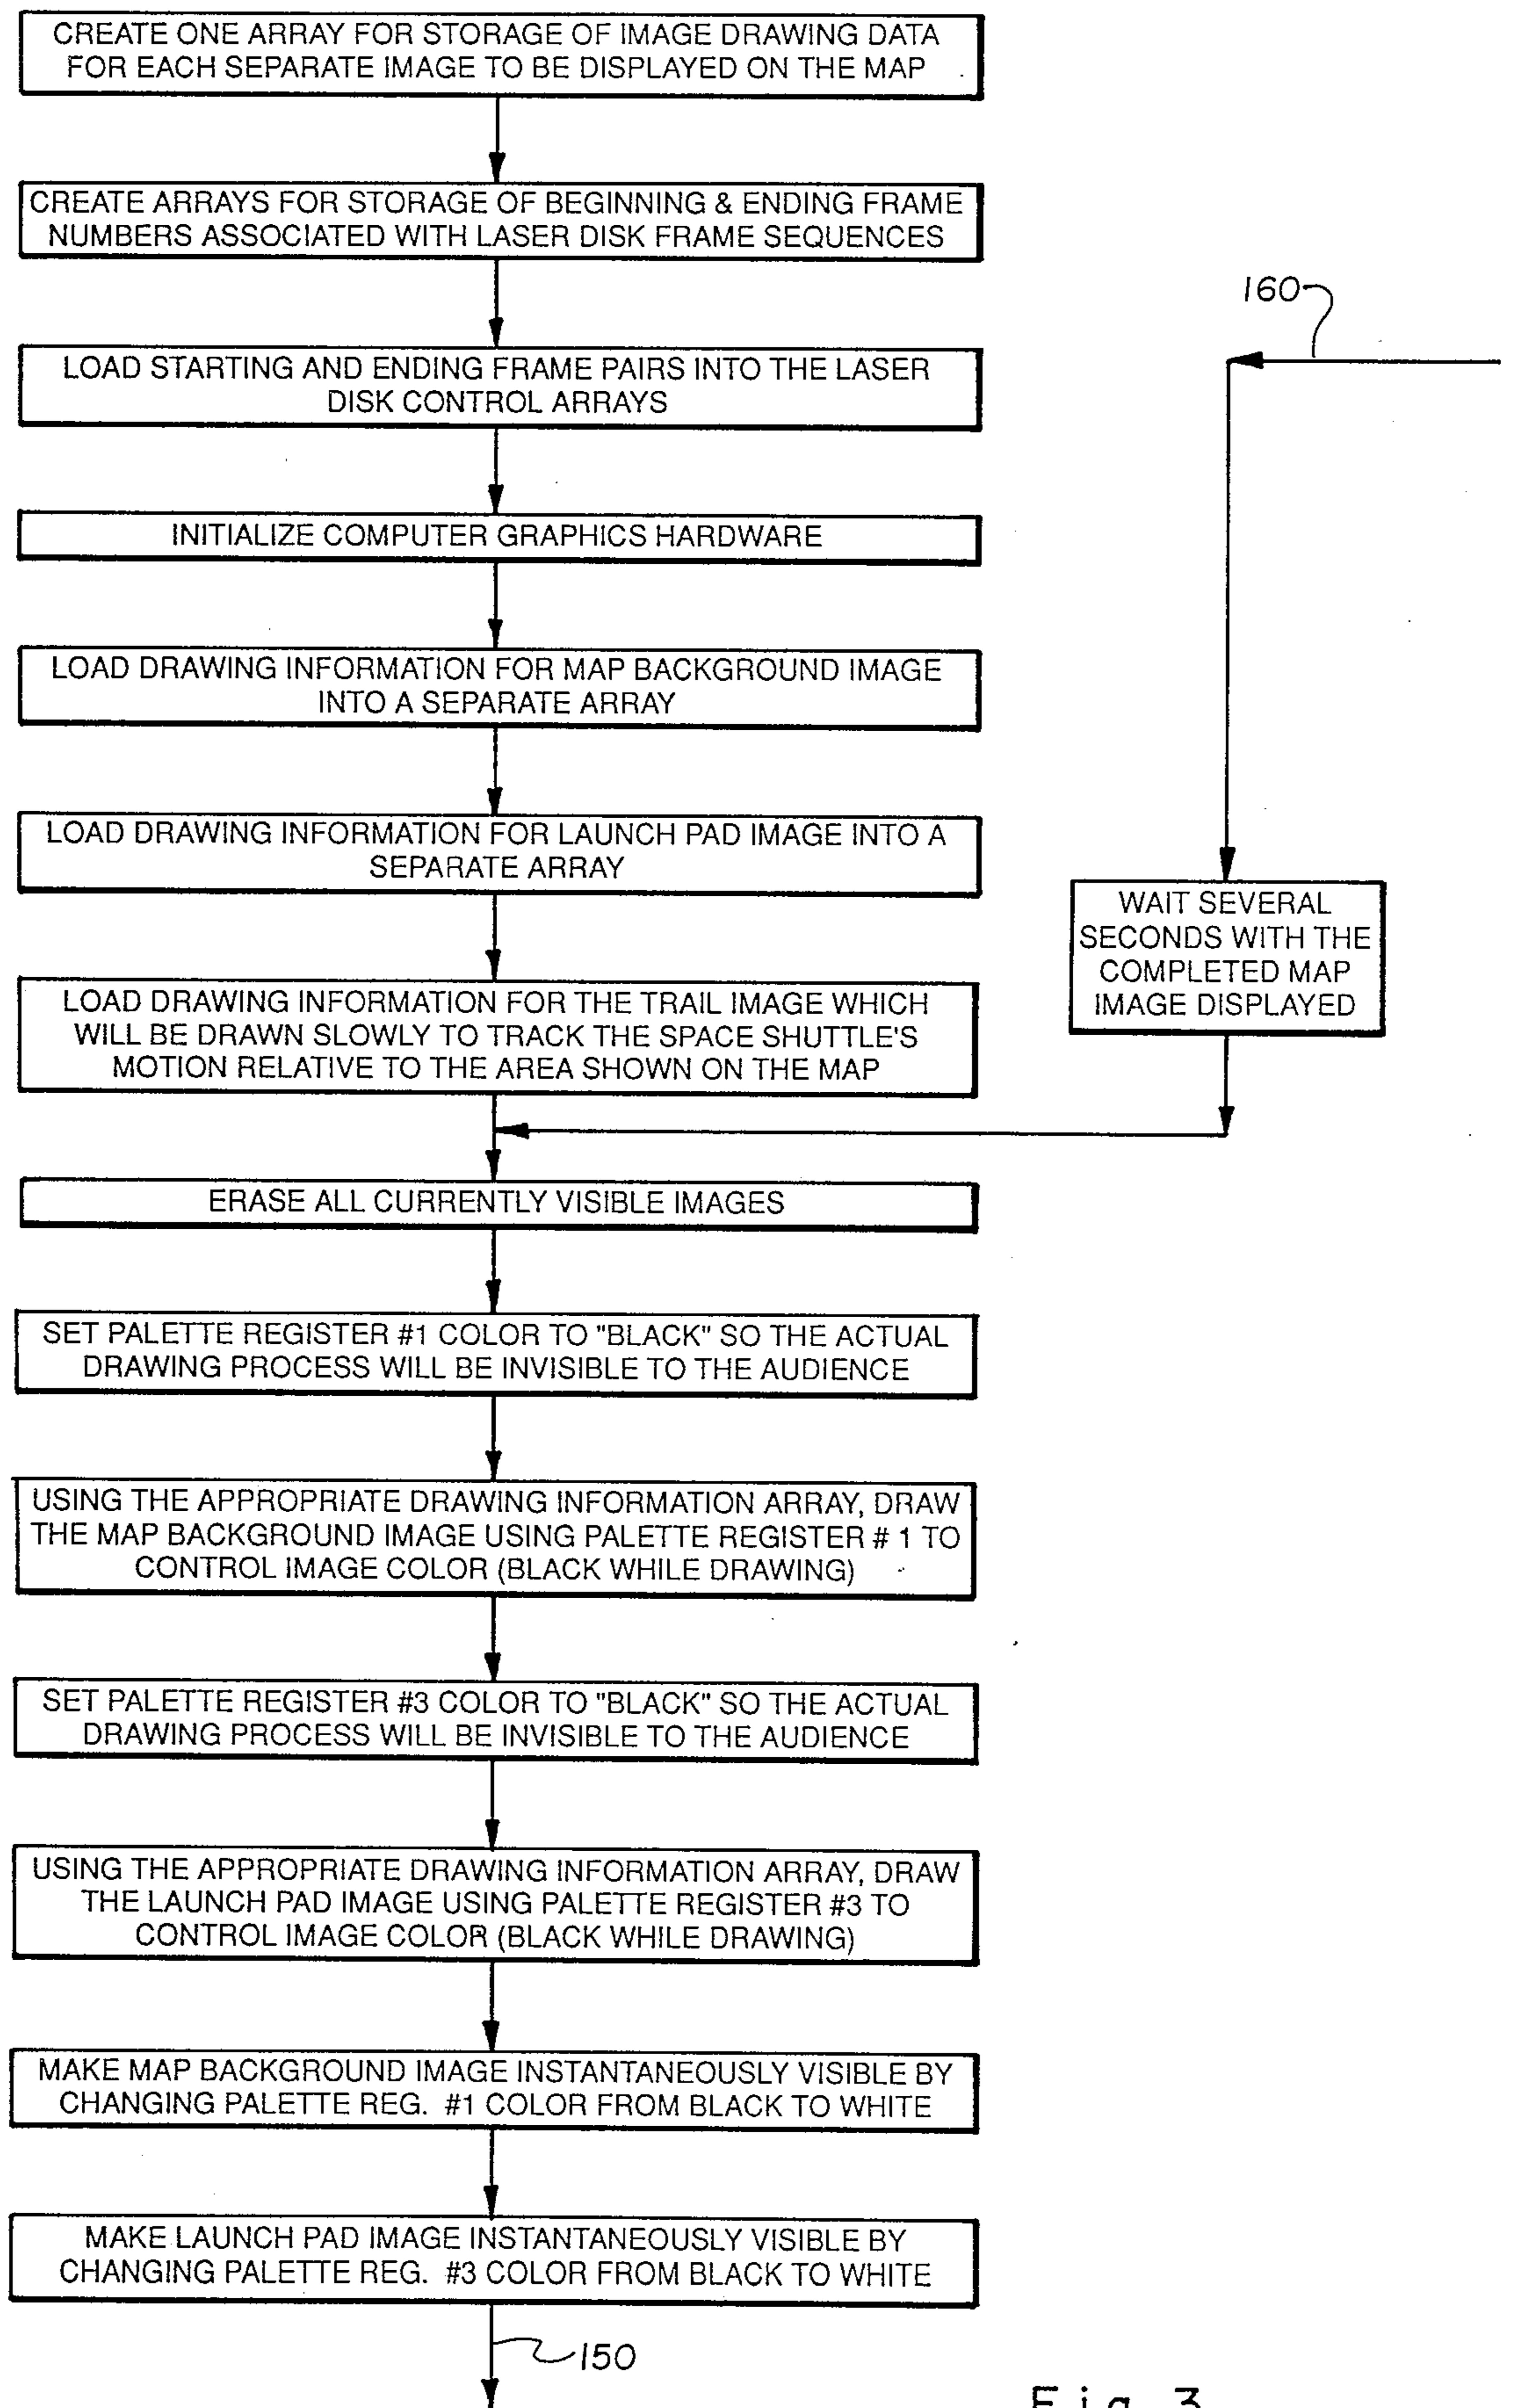 CREATE ONE ARRAY FOR STORAGE OF IMAGE DRAWING DATA
FOR EACH SEPARATE IMAGE TO BE DISPLAYED ON THE MAP
CREATE ARRAYS FOR STORAGE OF BEGINNING & ENDING FRAME
NUMBERS ASSOCIATED WITH LASER DISK FRAME SEQUENCES
160
LOAD STARTING AND ENDING FRAME PAIRS INTO THE LASER
DISK CONTROL ARRAYS
INITIALIZE COMPUTER GRAPHICS HARDWARE
LOAD DRAWING INFORMATION FOR MAP BACKGROUND IMAGE
INTO A SEPARATE ARRAY
LOAD DRAWING INFORMATION FOR LAUNCH PAD IMAGE INTO A
SEPARATE ARRAY
WAIT SEVERAL
SECONDS WITH THE
COMPLETED MAP
IMAGE DISPLAYED
LOAD DRAWING INFORMATION FOR THE TRAIL IMAGE WHICH
WILL BE DRAWN SLOWLY TO TRACK THE SPACE SHUTTLE'S
MOTION RELATIVE TO THE AREA SHOWN ON THE MAP
ERASE ALL CURRENTLY VISIBLE IMAGES
SET PALETTE REGISTER #1 COLOR TO "BLACK" SO THE ACTUAL
DRAWING PROCESS WILL BE INVISIBLE TO THE AUDIENCE
USING THE APPROPRIATE DRAWING INFORMATION ARRAY, DRAW
THE MAP BACKGROUND IMAGE USING PALETTE REGISTER # 1 TO
CONTROL IMAGE COLOR (BLACK WHILE DRAWING)
SET PALETTE REGISTER #3 COLOR TO "BLACK" SO THE ACTUAL
DRAWING PROCESS WILL BE INVISIBLE TO THE AUDIENCE
USING THE APPROPRIATE DRAWING INFORMATION ARRAY, DRAW
THE LAUNCH PAD IMAGE USING PALETTE REGISTER #3 TO
CONTROL IMAGE COLOR (BLACK WHILE DRAWING)
MAKE MAP BACKGROUND IMAGE INSTANTANEOUSLY VISIBLE BY
CHANGING PALETTE REG. #1 COLOR FROM BLACK TO WHITE
MAKE LAUNCH PAD IMAGE INSTANTANEOUSLY VISIBLE BY
CHANGING PALETTE REG. #3 COLOR FROM BLACK TO WHITE
150
Fig. 3